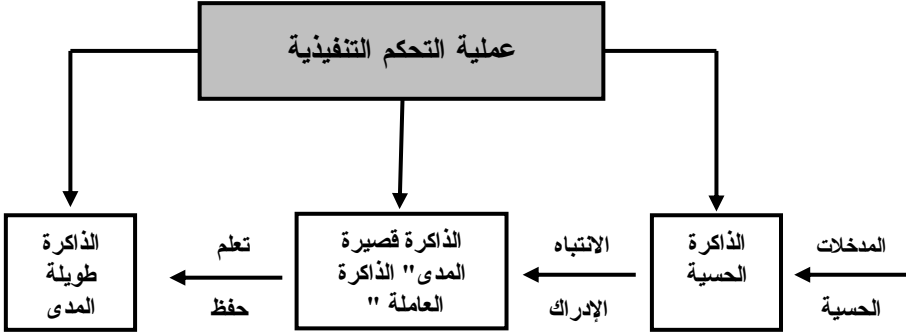 عملية التحكم التنفيذية
المدخلات
الحسية
الذاكرة
الحسية
الانتباه
الإدراك
الذاكرة قصيرة
المدى" الذاكرة
العاملة "
تعلم
حفظ
الذاكرة
طويلة
المدى